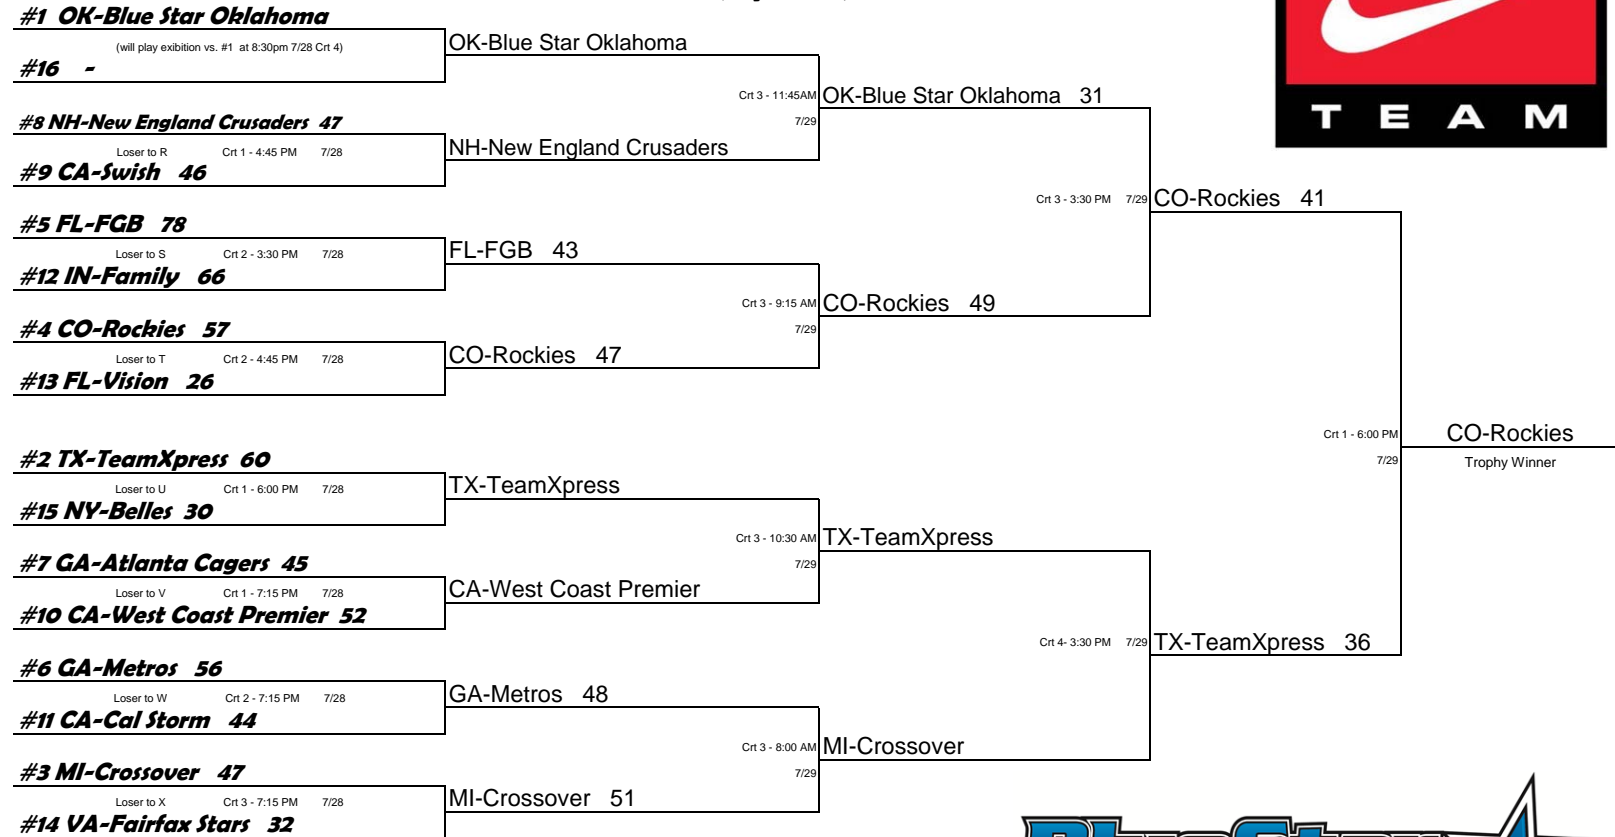 #1 OK-Blue Star Oklahoma
(will play exibition vs. #1 at 8:30pm 7/28 Crt 4)
#16 -
#8 NH-New England Crusaders 47
Loser to R Crt 1 - 4:45 PM 7/28
#9 CA-Swish 46
#5 FL-FGB 78
Loser to S Crt 2 - 3:30 PM 7/28
#12 IN-Family 66
#4 CO-Rockies 57
Loser to T Crt 2 - 4:45 PM 7/28
#13 FL-Vision 26
#2 TX-TeamXpress 60
Loser to U Crt 1 - 6:00 PM 7/28
#15 NY-Belles 30
#7 GA-Atlanta Cagers 45
Loser to V Crt 1 - 7:15 PM 7/28
#10 CA-West Coast Premier 52
#6 GA-Metros 56
Loser to W Crt 2 - 7:15 PM 7/28
#11 CA-Cal Storm 44
#3 MI-Crossover 47
Loser to X Crt 3 - 7:15 PM 7/28
#14 VA-Fairfax Stars 32
OK-Blue Star Oklahoma
Crt 3 - 11:45AM
7/29
NH-New England Crusaders
FL-FGB 43
Crt 3 - 9:15 AM
7/29
CO-Rockies 47
TX-TeamXpress
Crt 3 - 10:30 AM
7/29
CA-West Coast Premier
GA-Metros 48
Crt 3 - 8:00 AM
7/29
MI-Crossover 51
OK-Blue Star Oklahoma 31
Crt 3 - 3:30 PM 7/29
CO-Rockies 49
TX-TeamXpress
Crt 4- 3:30 PM 7/29
MI-Crossover
CO-Rockies 41
Crt 1 - 6:00 PM
7/29
TX-TeamXpress 36
CO-Rockies
Trophy Winner
TEAM